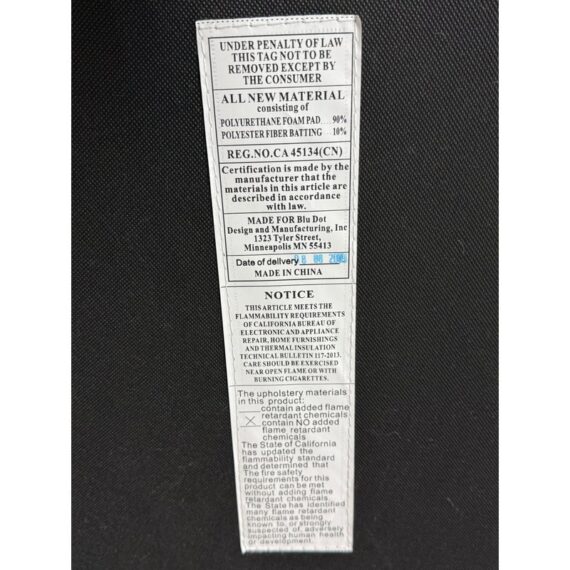 UNDER PENALTY OF LAW
THIS TAG NOT TO BE
REMOVED EXCEPT BY
THE CONSUMER
ALL NEW MATERIAL
consisting of
POLYURETHANE FOAM PAD... 90%
POLYESTER FIBER BATTING ... 10%
REG.NO.CA 45134(CN)
Certification is made by the
manufacturer that the
materials in this article are
described in accordance
with law.
MADE FOR Blu Dot
Design and Manufacturing, Inc
1323 Tyler Street,
Minneapolis MN 55413
Date of delivery
MADE IN CHINA
NOTICE
THIS ARTICLE MEETS THE
FLAMMABILITY REQUIREMENTS
OF CALIFORNIA BUREAU OF
ELECTRONIC AND APPLIANCE
REPAIR, HOME FURNISHINGS
AND THERMAL INSULATION
TECHNICAL BULLETIN 117-2013.
CARE SHOULD BE EXERCISED
NEAR OPEN FLAME OR WITH
BURNING CIGARETTES.
The upholstery materials
in this product:
contain added flame
retardant chemicals
contain NO added
flame retardant
chemicals
The State of California
has updated the
flammability standard
and determined that
The fire safety
requirements for this
product can be met
without adding flame
retardant chemicals.
The State has identified
many flame retardant
chemicals as being
known to, or strongly
suspected of, adversely
impacting human health
or development.